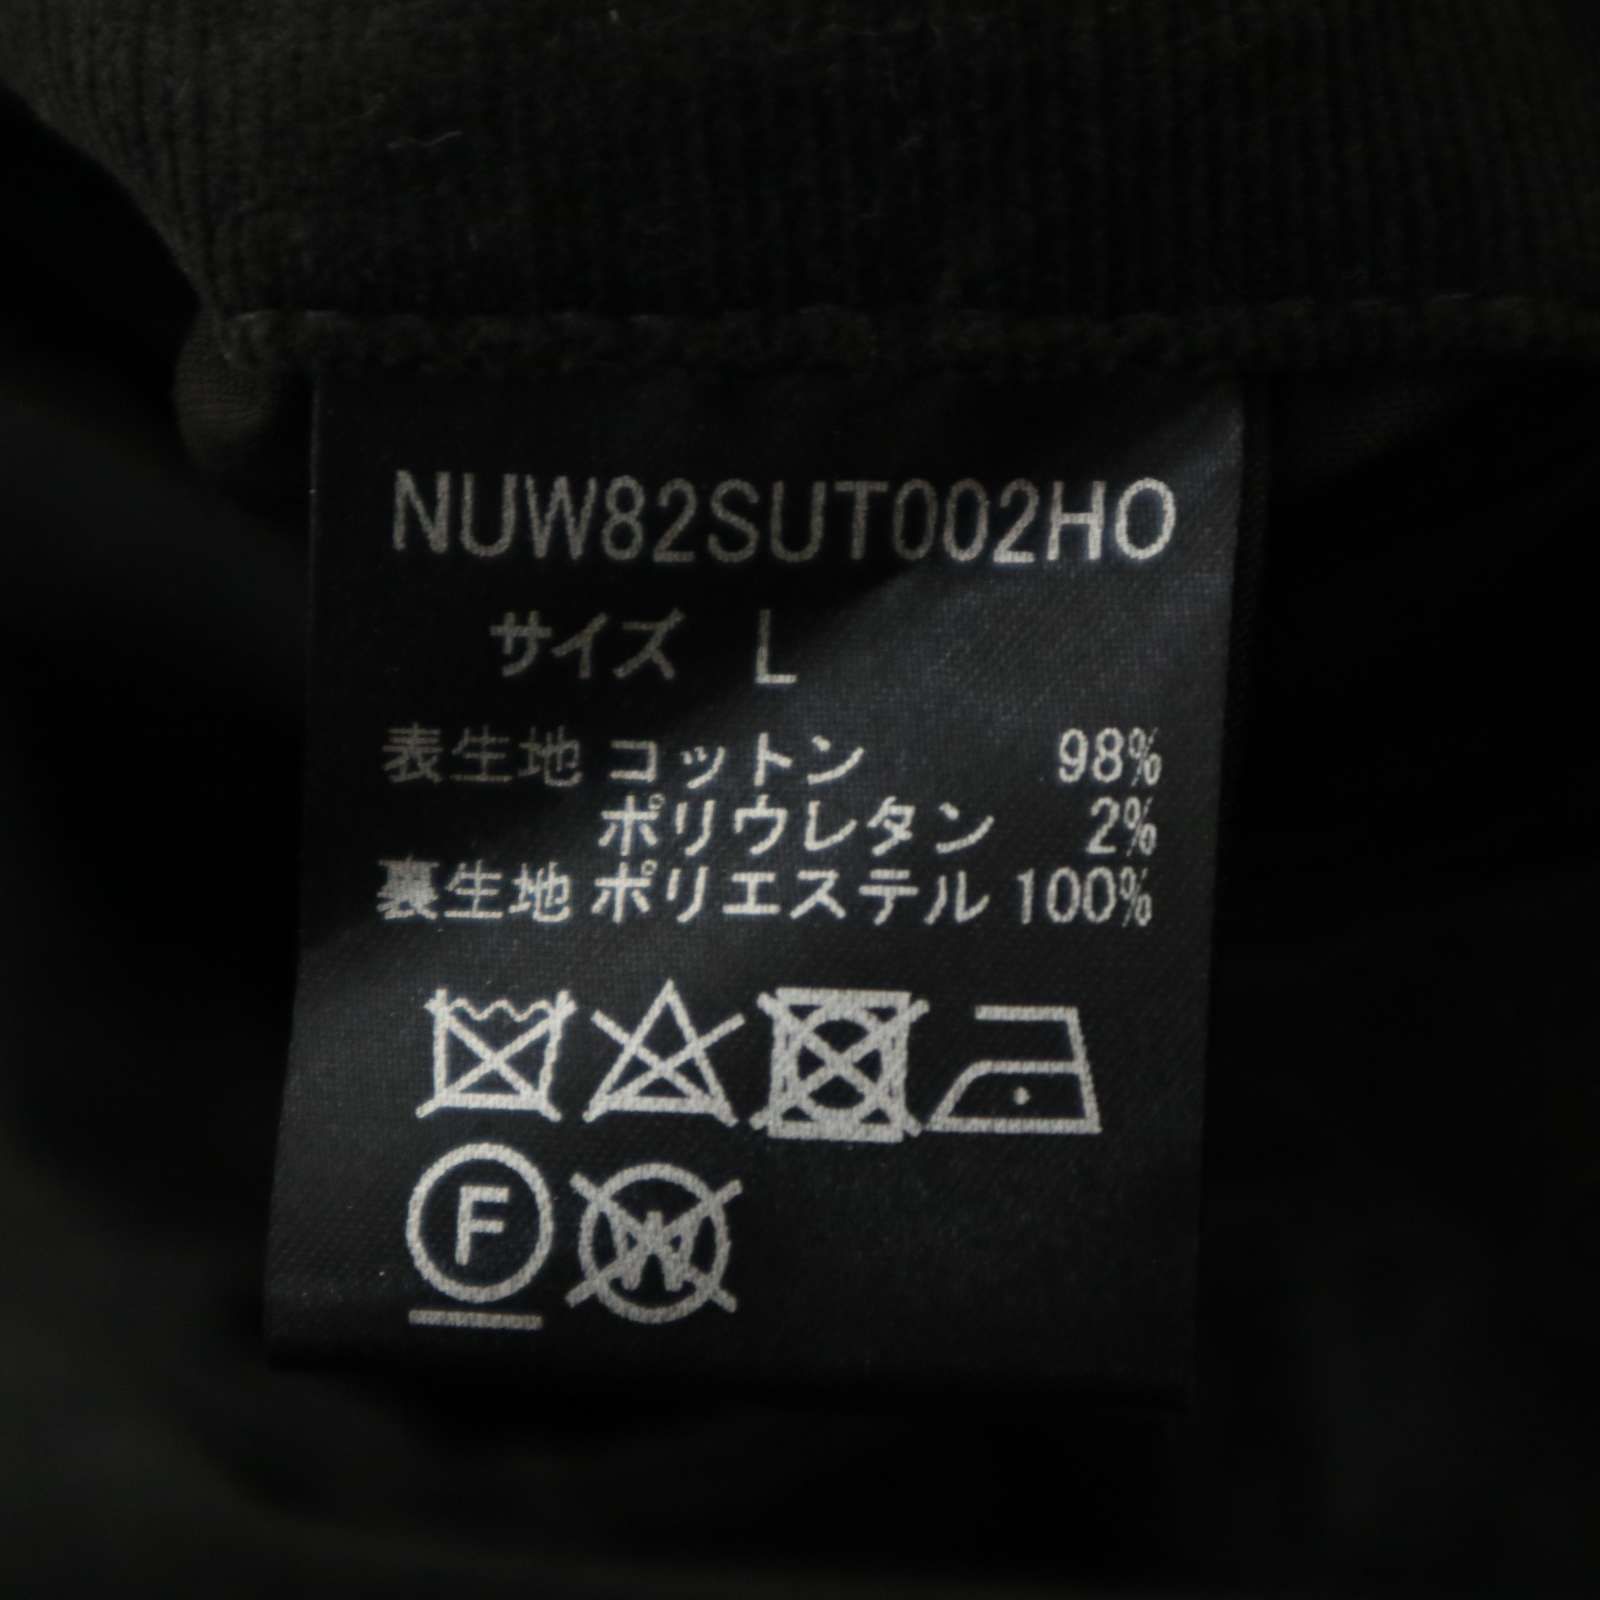 NUW82SUT002HO
サイズ L
表生地 コットン 98%
ポリウレタン 2%
裏生地 ポリエステル 100%
F
W